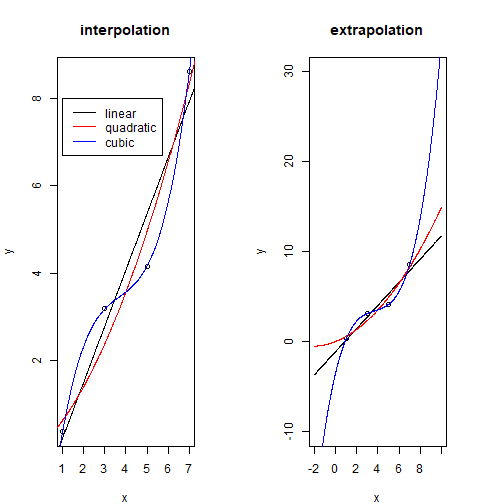 interpolation
y
8
6
4
2
linear
quadratic
cubic
1 2 3 4 5 6 7
x
extrapolation
y
30
20
10
0
-10
-2 0 2 4 6 8
x